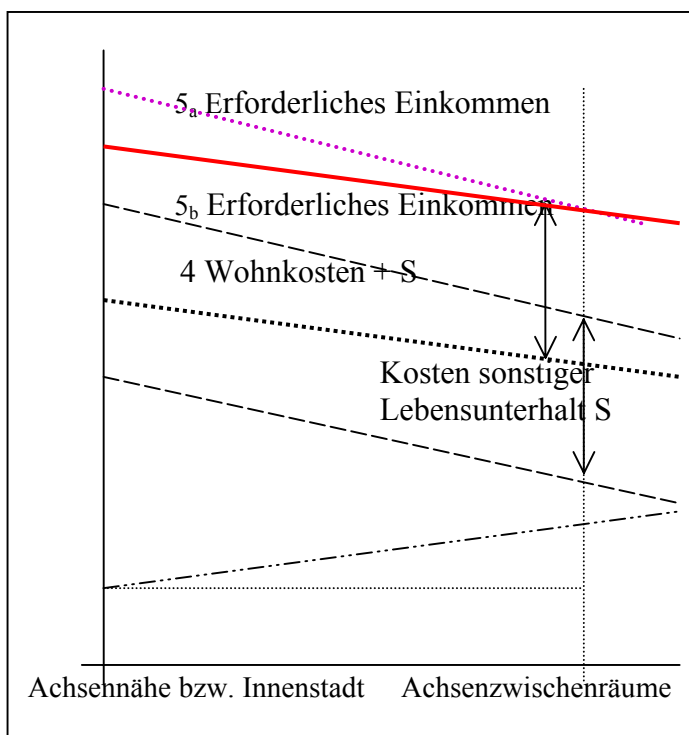 5a Erforderliches Einkommen
5b Erforderliches Einkommen
4 Wohnkosten + S
Kosten sonstiger
Lebensunterhalt S
Achsennähe bzw. Innenstadt Achsenzwischenräume